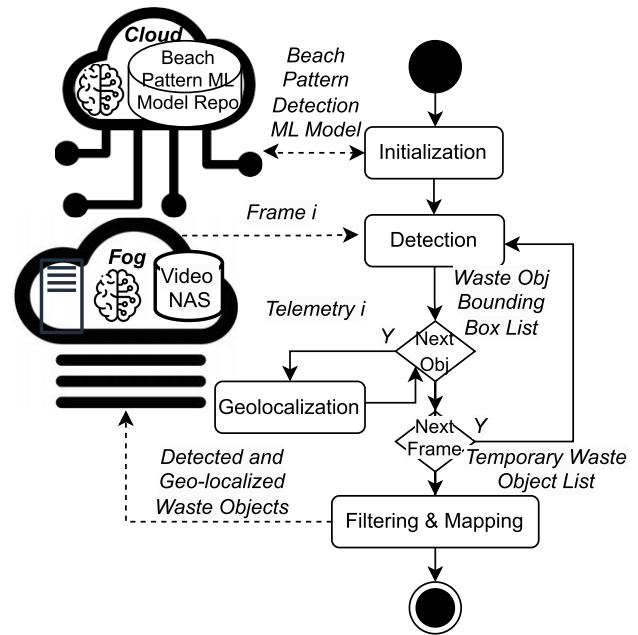 Cloud
Beach
Pattern ML
Model Repo
Beach
Pattern
Detection
ML Model
Initialization
Frame i
Detection
Fog
Video
NAS
Waste Obj
Bounding
Box List
Telemetry i
Y
Next
Obj
Geolocalization
Next
Frame
Y
Temporary Waste
Object List
Detected and
Geo-localized
Waste Objects
Filtering & Mapping